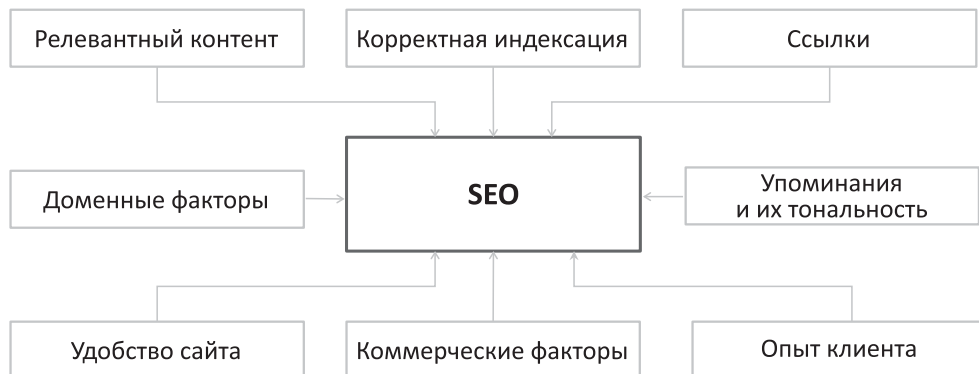 Релевантный контент
Корректная индексация
Ссылки
Доменные факторы
SEO
Упоминания
и их тональность
Удобство сайта
Коммерческие факторы
Опыт клиента